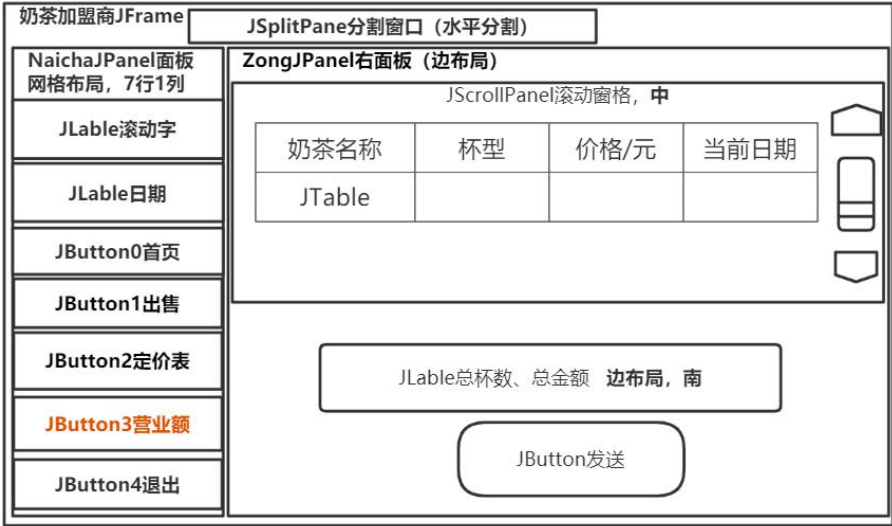 奶茶加盟商JFrame
JSplitPane分割窗口（水平分割）
NaichaJPanel面板
网格布局，7行1列
JLable滚动字
JLable日期
JButton0首页
JButton1出售
JButton2定价表
JButton3营业额
JButton4退出
ZongJPanel右面板（边布局）
JScrollPanel滚动窗格，中
奶茶名称 杯型 价格/元 当前日期
JTable
JLable总杯数、总金额 边布局，南
JButton发送